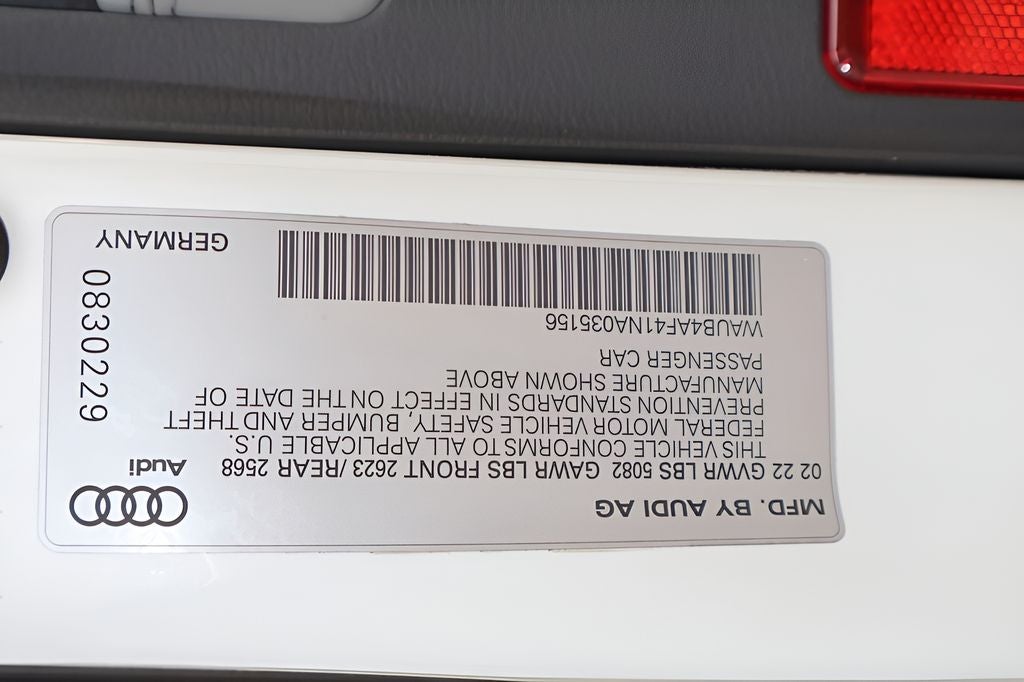 MFD. BY AUDI AG
02 22 GVWR LBS 5082 GAWR LBS FRONT 2623 /REAR 2568
THIS VEHICLE CONFORMS TO ALL APPLICABLE U.S.
FEDERAL MOTOR VEHICLE SAFETY, BUMPER AND THEFT
PREVENTION STANDARDS IN EFFECT ON THE DATE OF
MANUFACTURE SHOWN ABOVE
PASSENGER CAR
WAUB4AF41NA035156
Audi
0830229
GERMANY